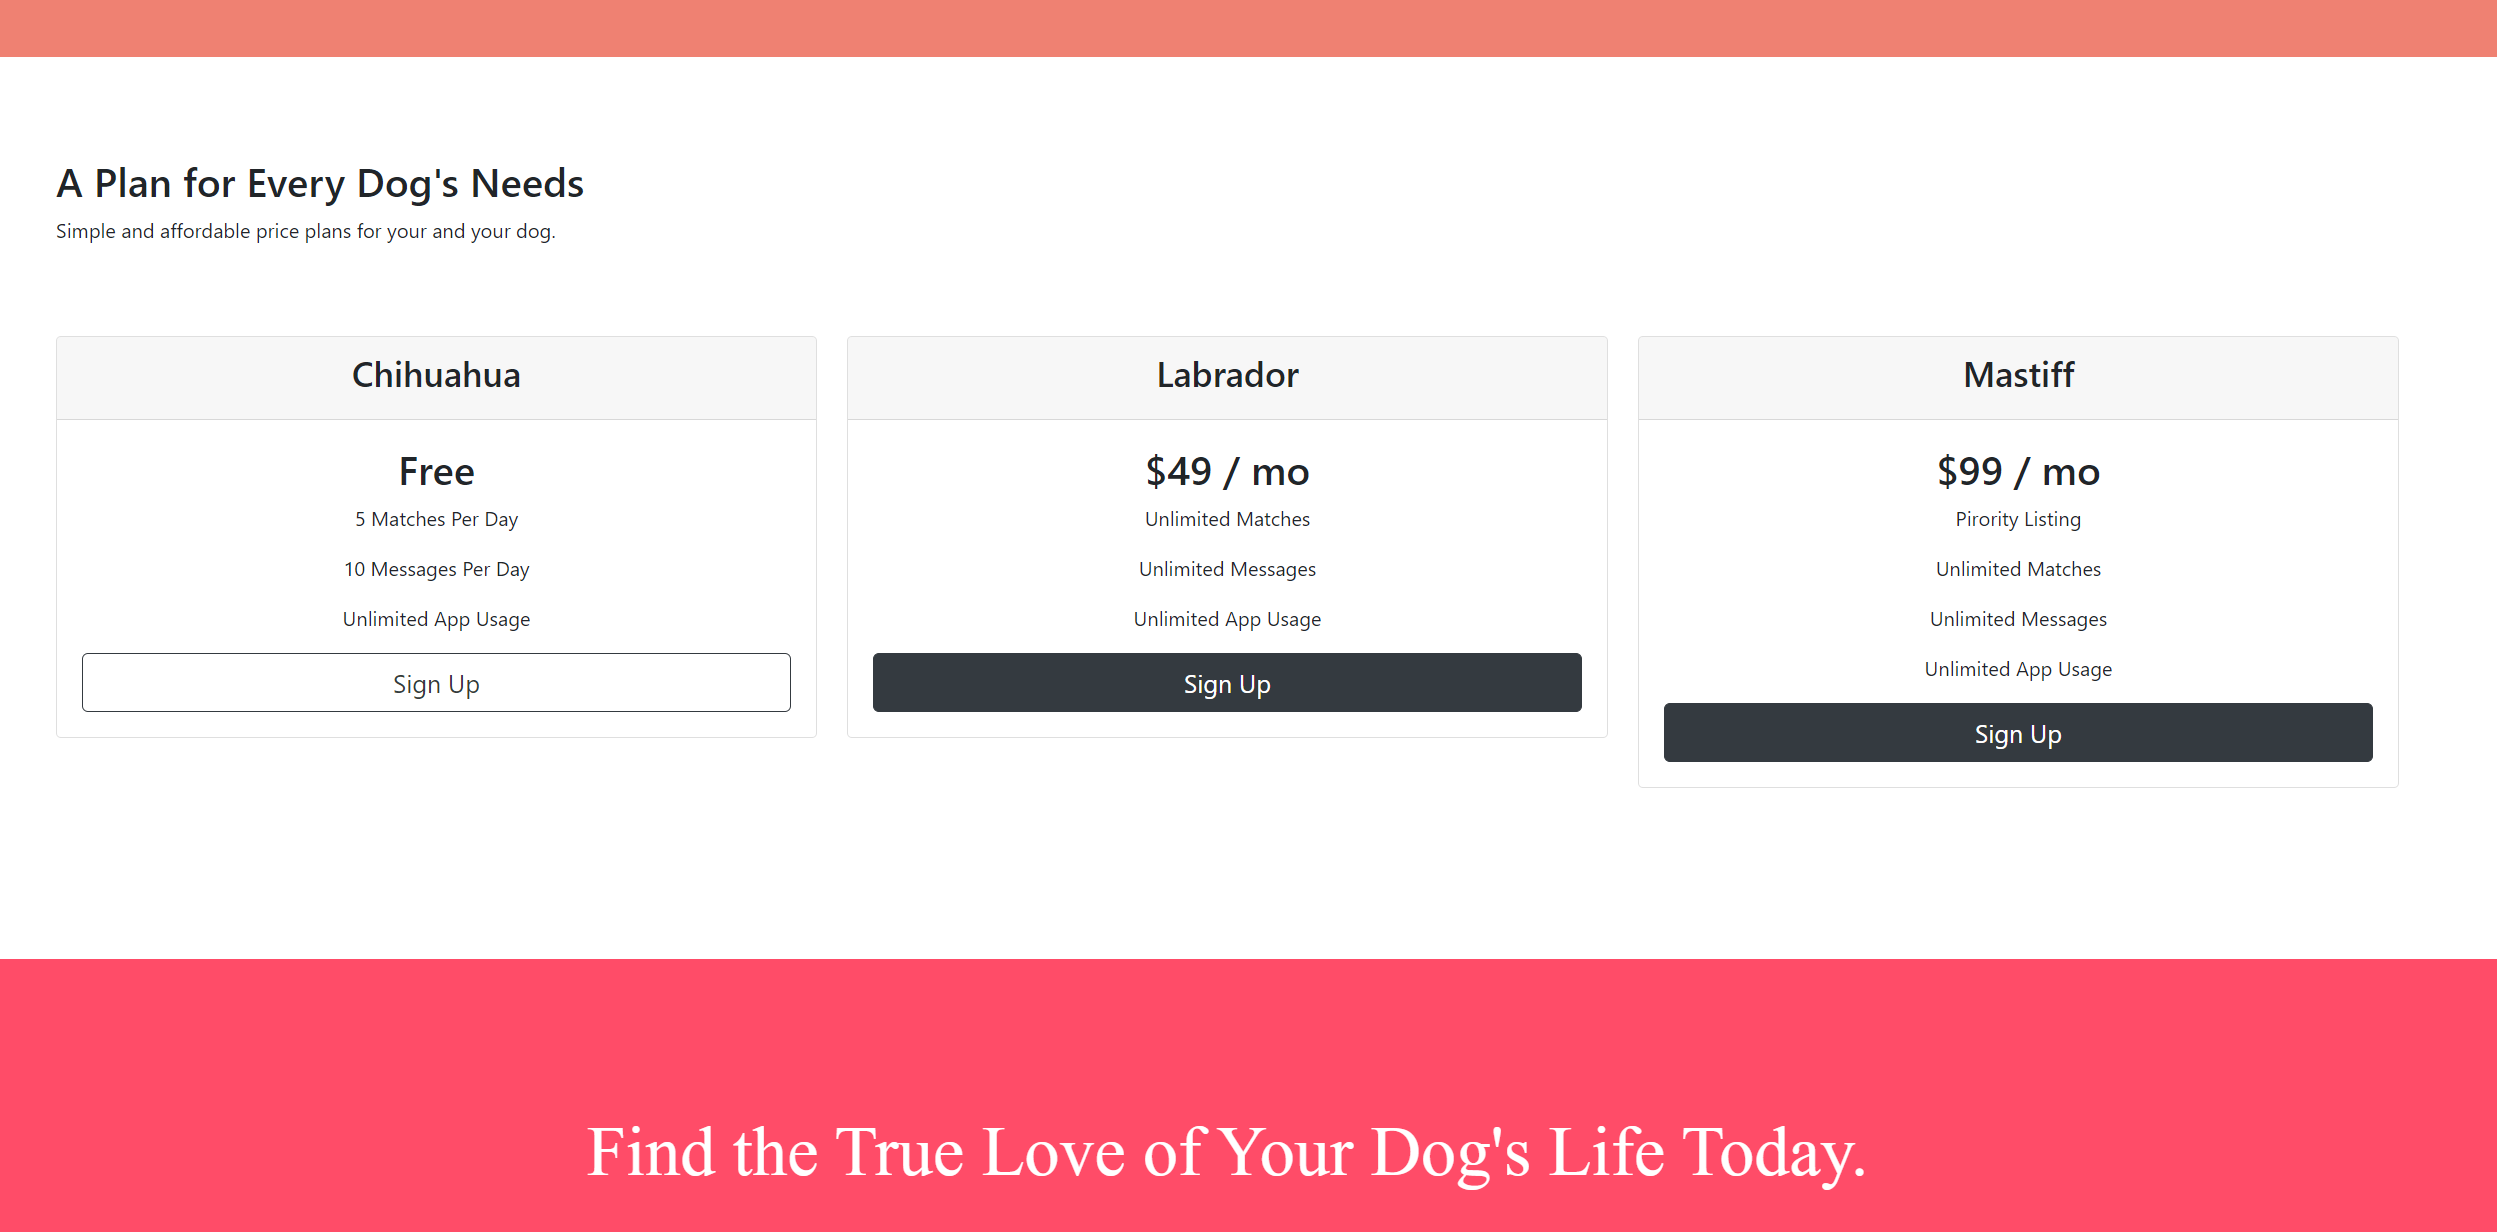 A Plan for Every Dog's Needs
Simple and affordable price plans for your and your dog.
Chihuahua
Free
5 Matches Per Day
10 Messages Per Day
Unlimited App Usage
Sign Up
Labrador
$49 / mo
Unlimited Matches
Unlimited Messages
Unlimited App Usage
Sign Up
Mastiff
$99 / mo
Pirority Listing
Unlimited Matches
Unlimited Messages
Unlimited App Usage
Sign Up
Find the True Love of Your Dog's Life Today.